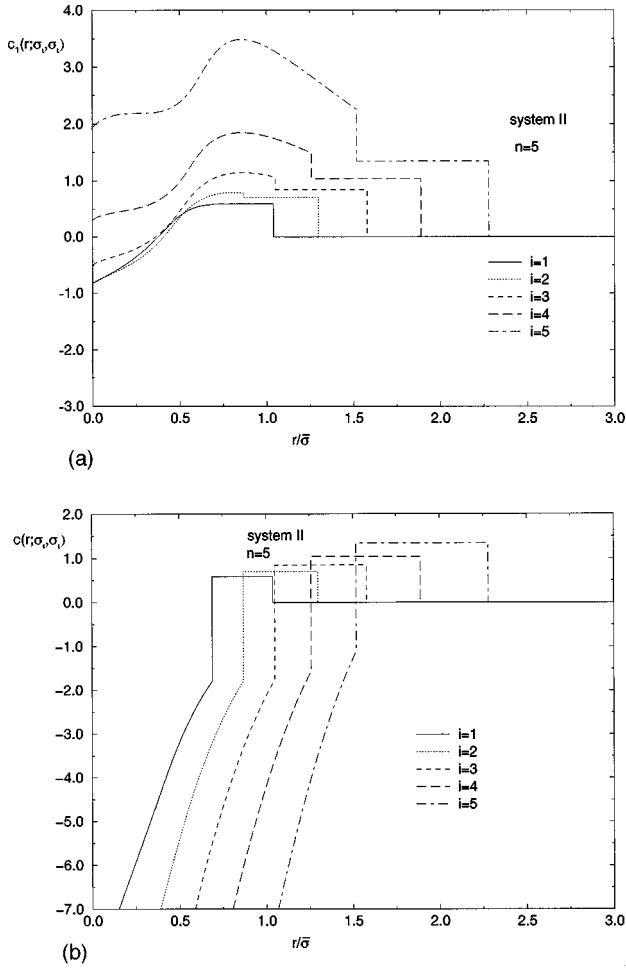 c₁(r;σᵢ,σᵢ)
4.0
3.0
2.0
1.0
0.0
-1.0
-2.0
-3.0
system II
n=5
i=1
i=2
i=3
i=4
i=5
0.0 0.5 1.0 1.5 2.0 2.5 3.0
r/σ̅
(a)
c(r;σᵢ,σᵢ)
2.0
1.0
0.0
-1.0
-2.0
-3.0
-4.0
-5.0
-6.0
-7.0
system II
n=5
i=1
i=2
i=3
i=4
i=5
0.0 0.5 1.0 1.5 2.0 2.5 3.0
r/σ̅
(b)